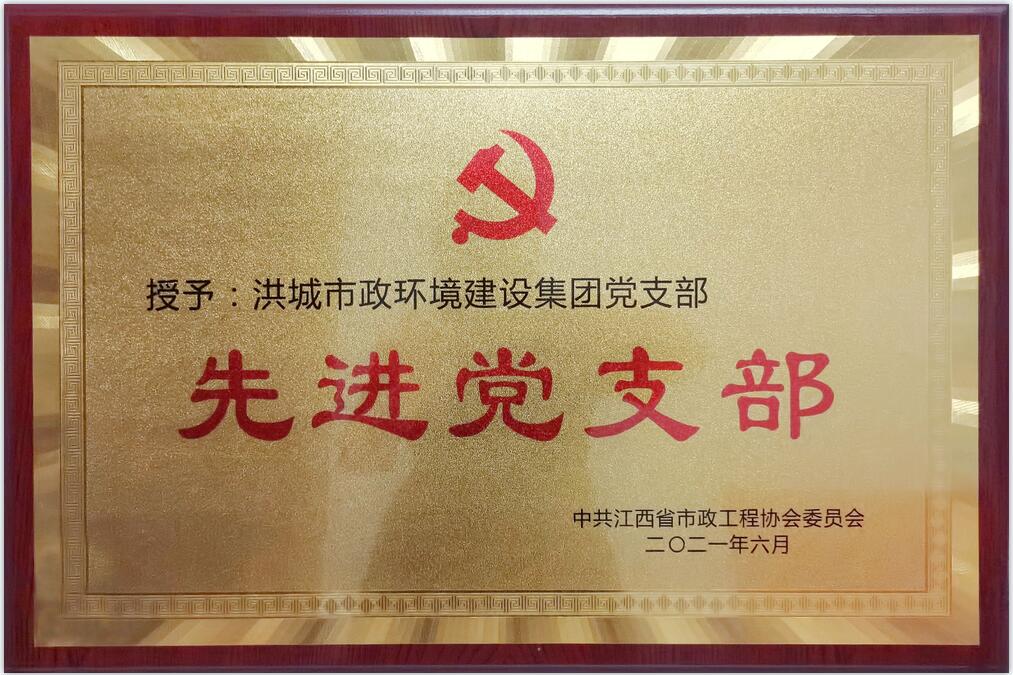 授予：洪城市政环境建设集团党支部
先进党支部
中共江西省市政工程协会委员会
二〇二一年六月